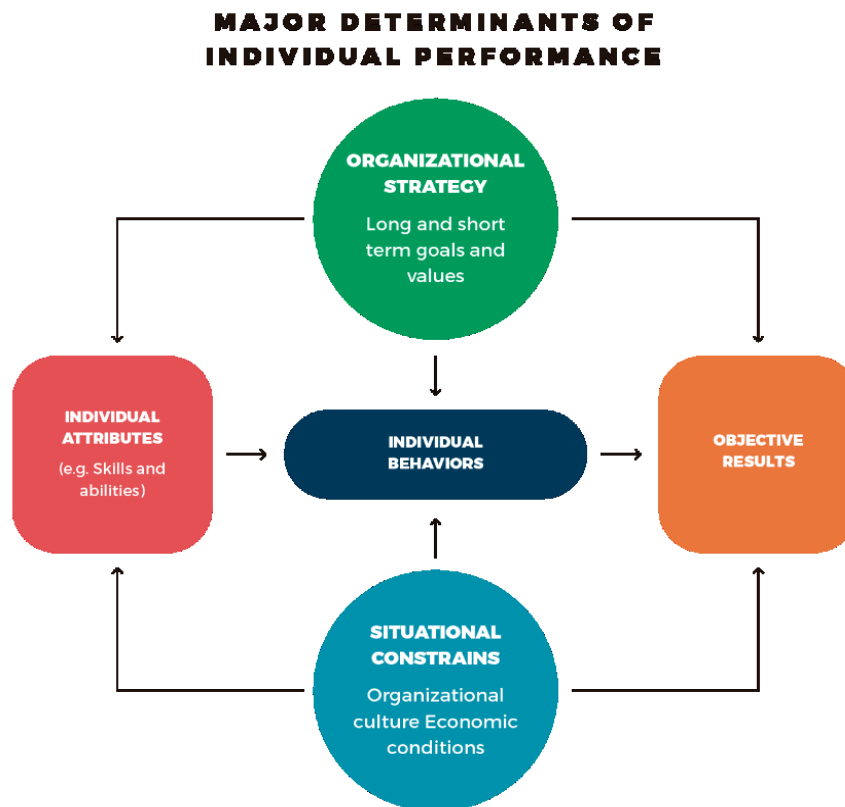 MAJOR DETERMINANTS OF
INDIVIDUAL PERFORMANCE
ORGANIZATIONAL
STRATEGY
Long and short
term goals and
values
INDIVIDUAL
ATTRIBUTES
(e.g. Skills and
abilities)
INDIVIDUAL
BEHAVIORS
OBJECTIVE
RESULTS
SITUATIONAL
CONSTRAINS
Organizational
culture Economic
conditions